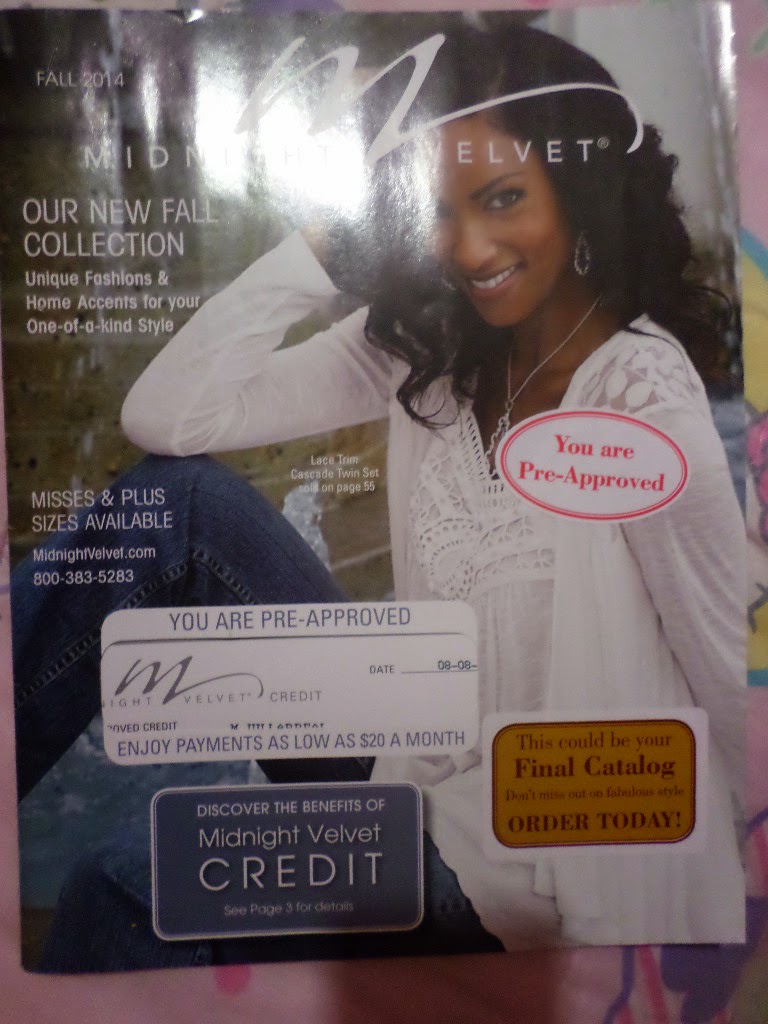 FALL 2014
MIDNIGHT VELVET®
OUR NEW FALL
COLLECTION
Unique Fashions &
Home Accents for your
One-of-a-kind Style
Lace Trim
Cascade Twin Set
sold on page 55
You are
Pre-Approved
MISSES & PLUS
SIZES AVAILABLE
MidnightVelvet.com
800-383-5283
YOU ARE PRE-APPROVED
DATE 08-08-
NIGHT VELVET® CREDIT
OVED CREDIT
ENJOY PAYMENTS AS LOW AS $20 A MONTH
This could be your
Final Catalog
Don't miss out on fabulous style
ORDER TODAY!
DISCOVER THE BENEFITS OF
Midnight Velvet
CREDIT
See Page 3 for details